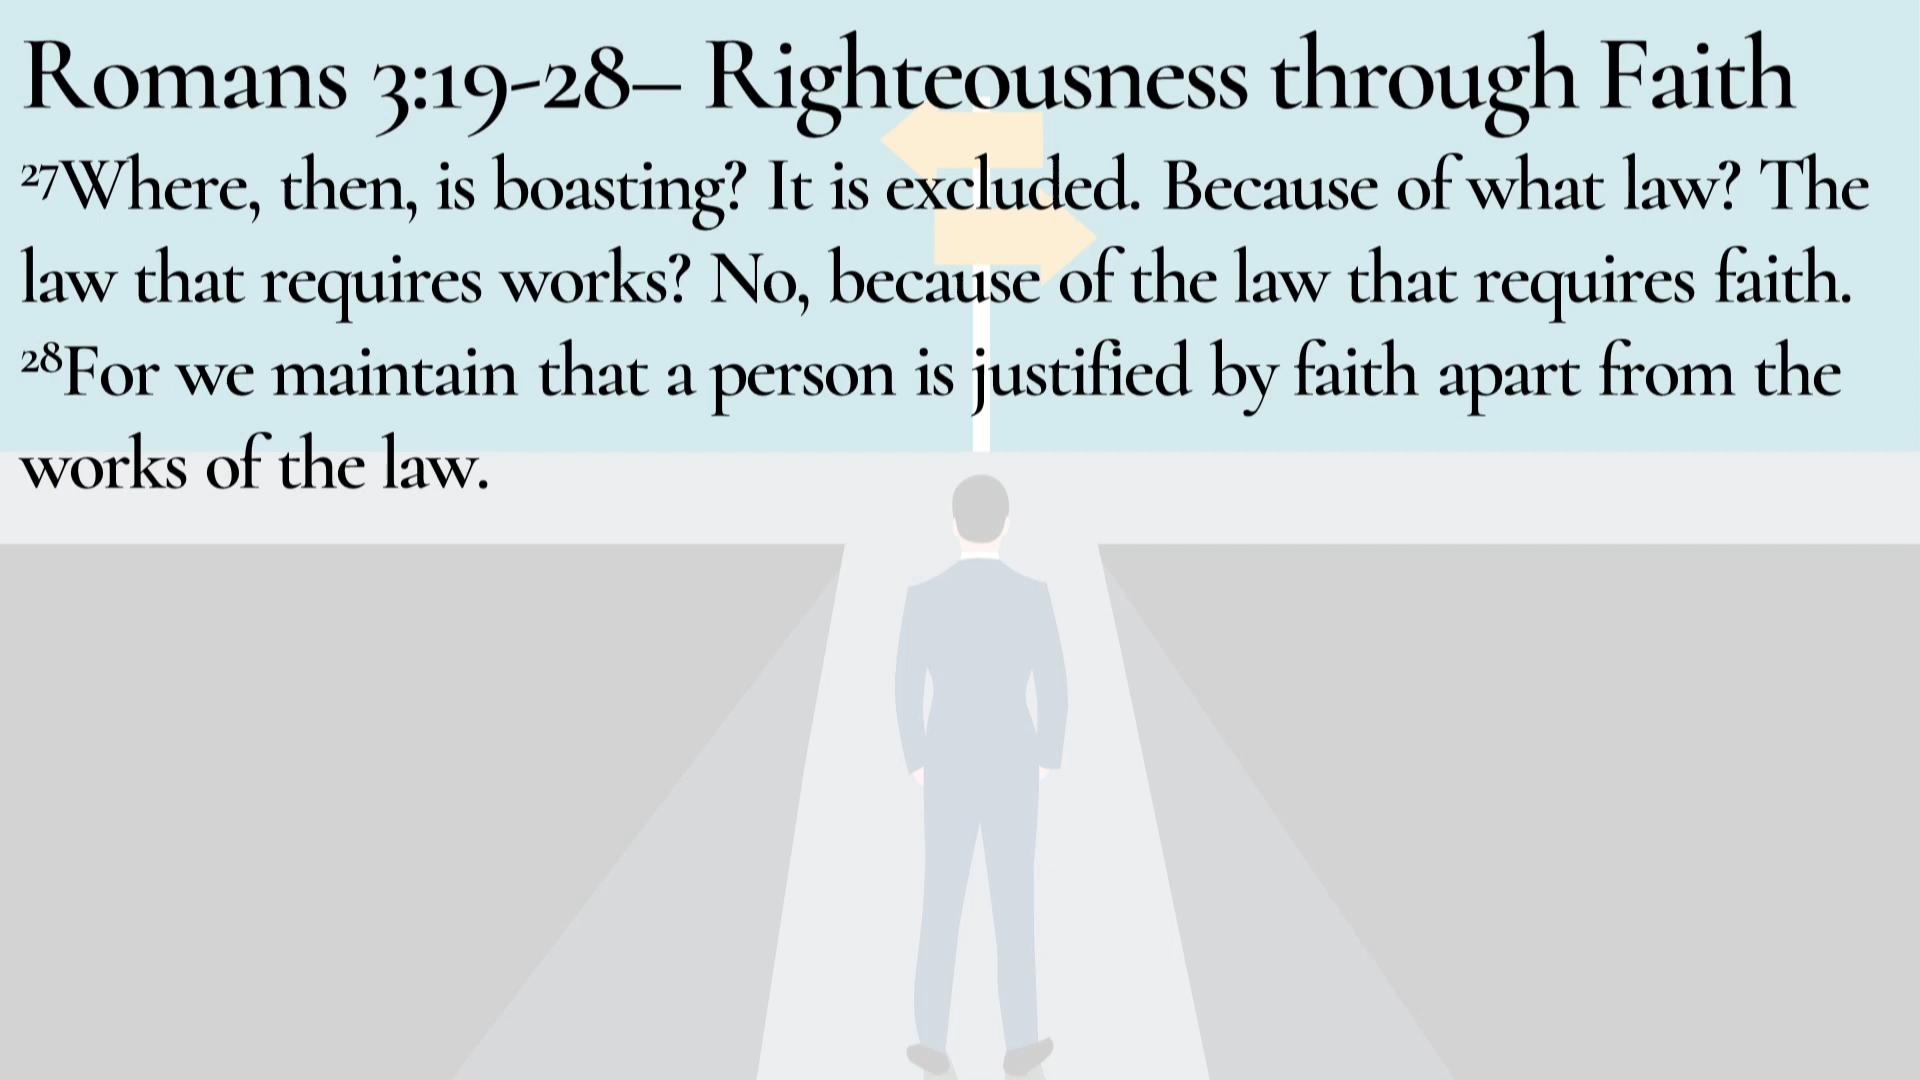 Romans 3:19-28– Righteousness through Faith
²⁷Where, then, is boasting? It is excluded. Because of what law? The
law that requires works? No, because of the law that requires faith.
²⁸For we maintain that a person is justified by faith apart from the
works of the law.